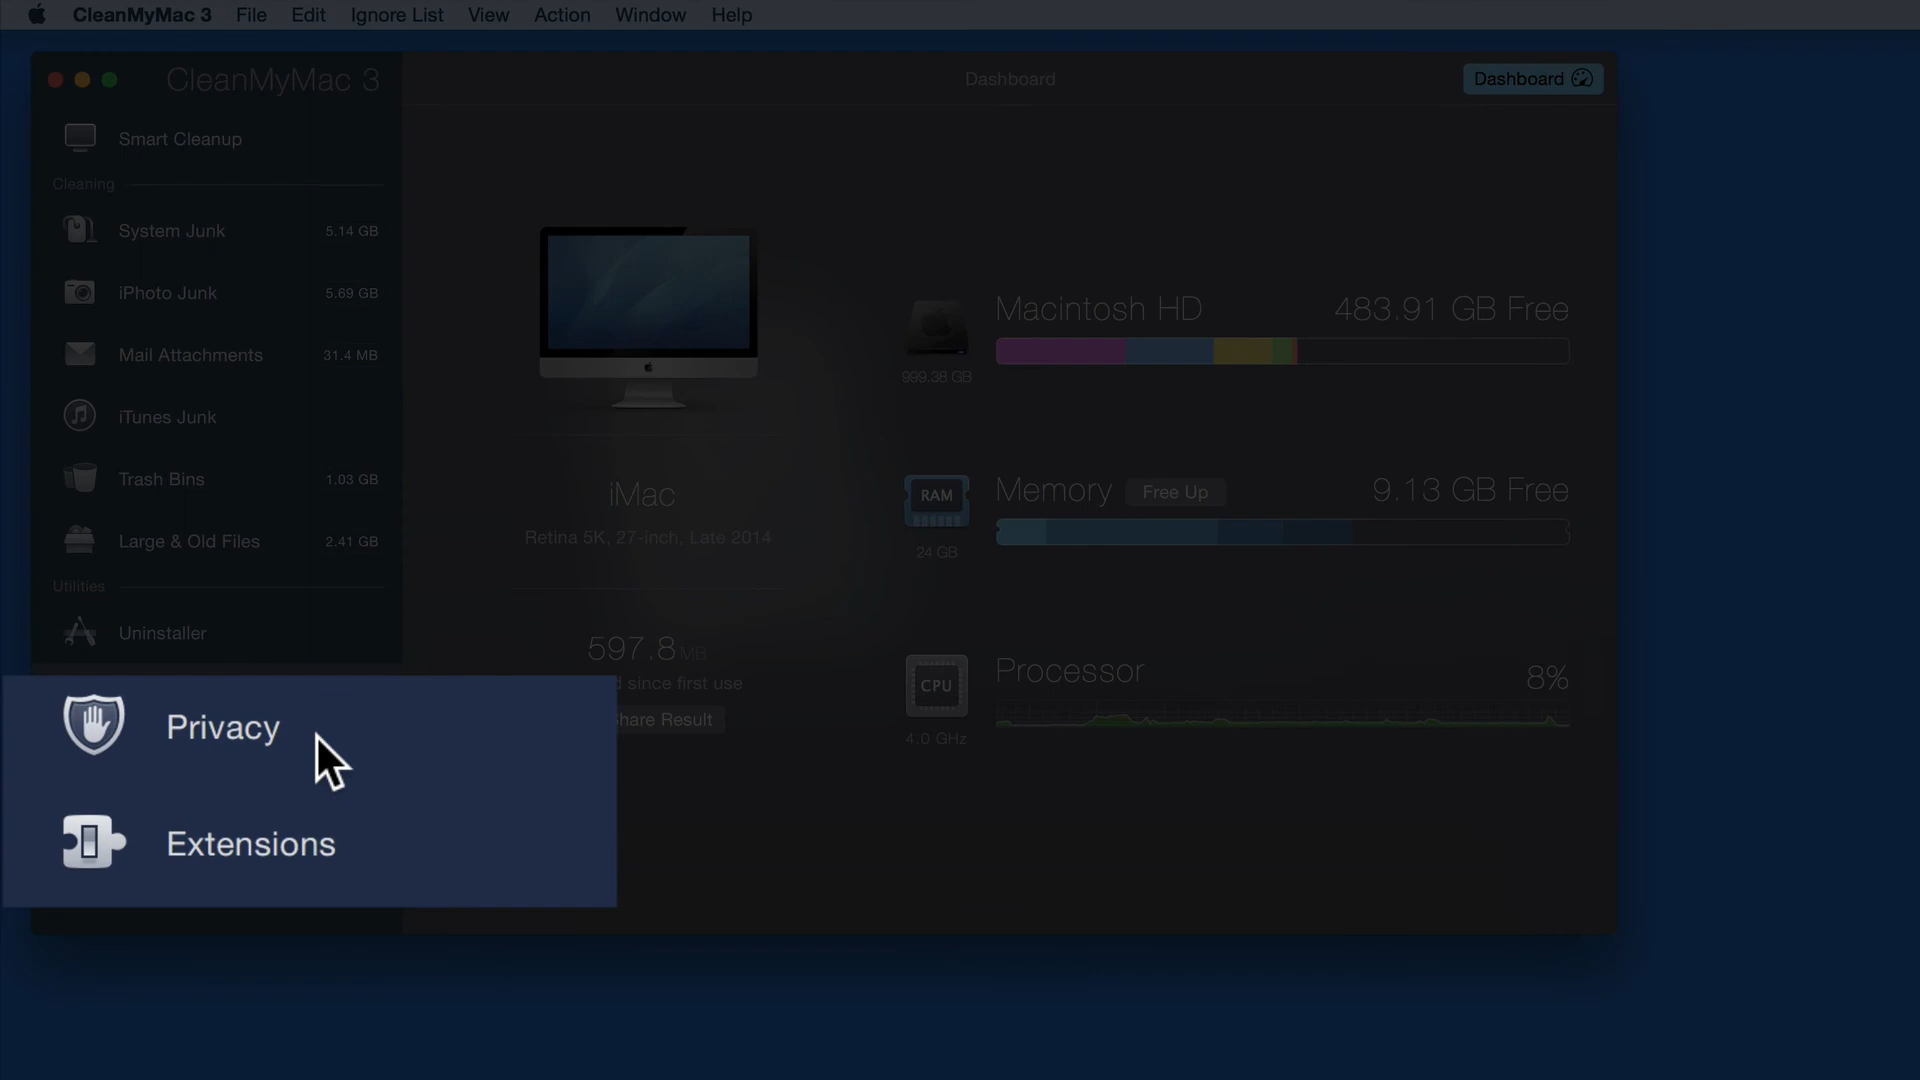 CleanMyMac 3 File Edit Ignore List View Action Window Help
CleanMyMac 3
Dashboard
Dashboard
Smart Cleanup
Cleaning
System Junk 5.14 GB
iPhoto Junk 5.69 GB
Mail Attachments 31.4 MB
iTunes Junk
Trash Bins 1.03 GB
Large & Old Files 2.41 GB
Utilities
Uninstaller
Privacy
Extensions
iMac
Retina 5K, 27-inch, Late 2014
597.8 MB
d since first use
Share Result
Macintosh HD 483.91 GB Free
999.38 GB
RAM
Memory Free Up 9.13 GB Free
24 GB
CPU
Processor 8%
4.0 GHz